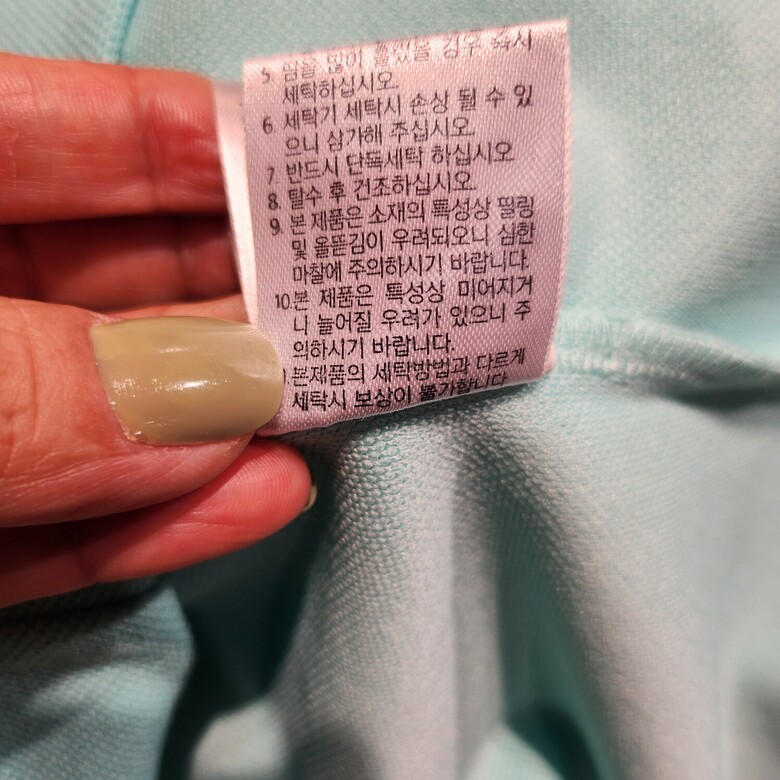 5. 땀을 많이 흘렸을 경우 즉시
세탁하십시오.
6. 세탁기 세탁시 손상 될 수 있
으니 삼가해 주십시오.
7. 반드시 단독세탁 하십시오.
8. 탈수 후 건조하십시오.
9. 본 제품은 소재의 특성상 필링
및 올뜯김이 우려되오니 심한
마찰에 주의하시기 바랍니다.
10.본 제품은 특성상 미어지거
나 늘어질 우려가 있으니 주
의하시기 바랍니다.
본제품의 세탁방법과 다르게
세탁시 보상이 불가합니다.